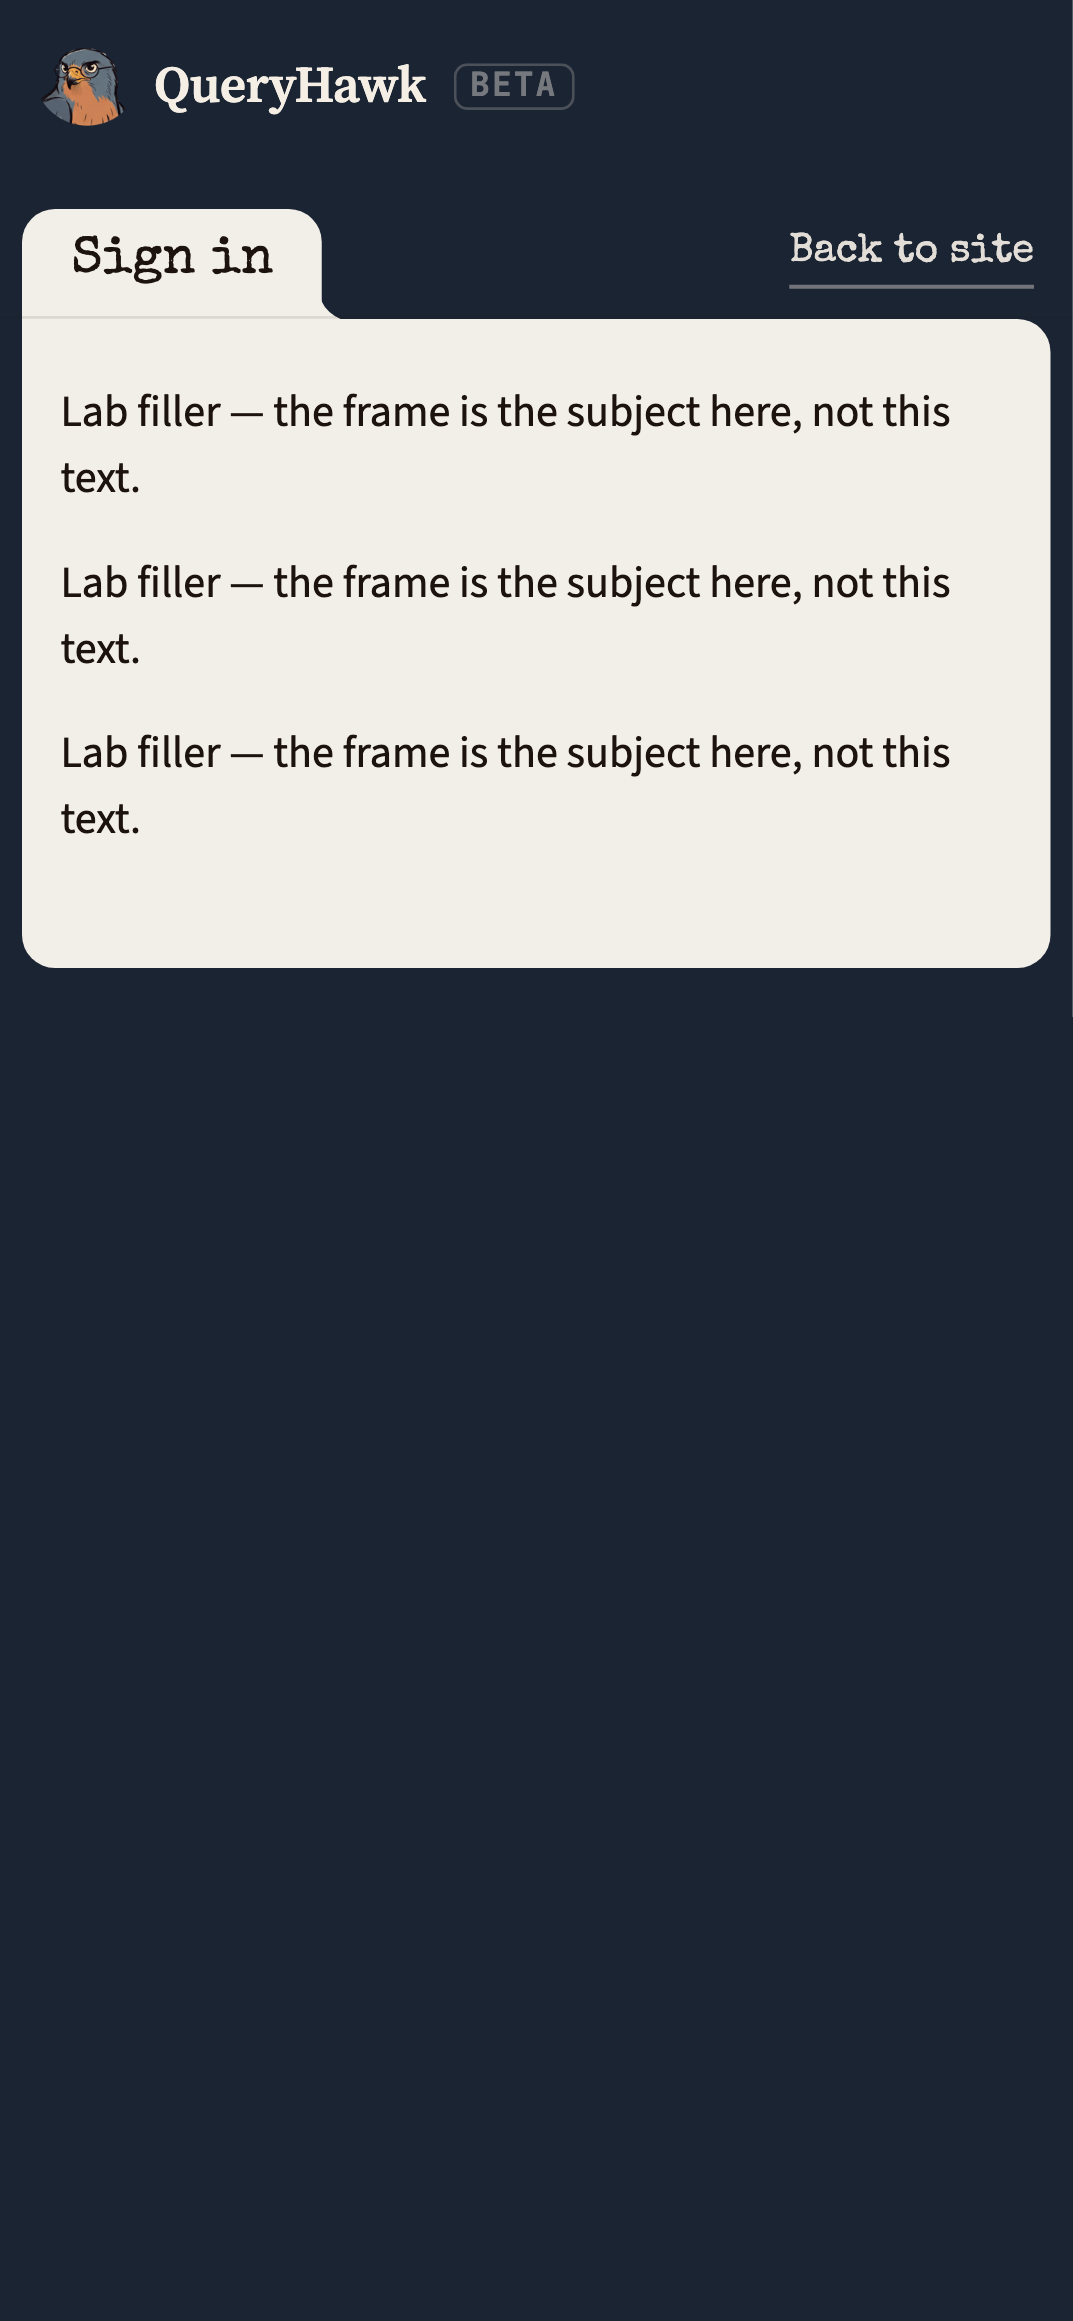 QueryHawk BETA
Sign in
Back to site
Lab filler — the frame is the subject here, not this
text.
Lab filler — the frame is the subject here, not this
text.
Lab filler — the frame is the subject here, not this
text.